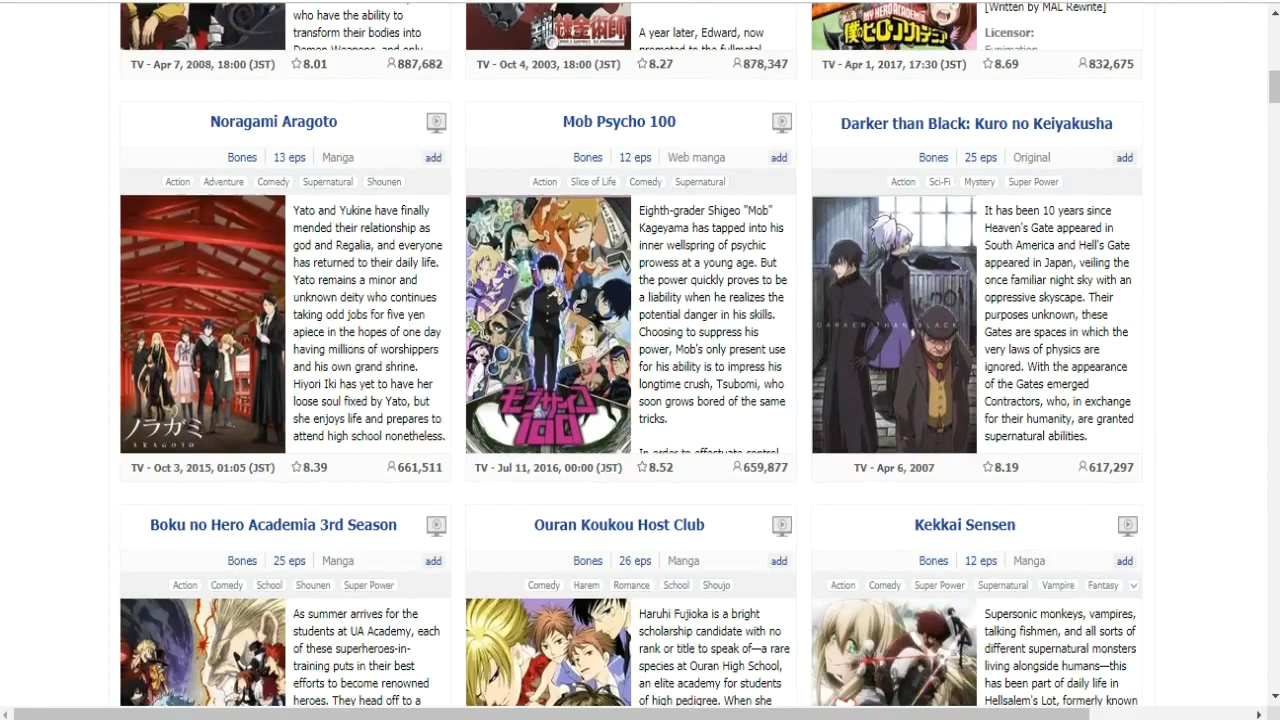 who have the ability to
transform their bodies into
TV - Apr 7, 2008, 18:00 (JST) 8.01 887,682
A year later, Edward, now
TV - Oct 4, 2003, 18:00 (JST) 8.27 878,347
MY HERO ACADEMIA
[Written by MAL Rewrite]
Licensor:
TV - Apr 1, 2017, 17:30 (JST) 8.69 832,675
Noragami Aragoto
Bones 13 eps Manga add
Action Adventure Comedy Supernatural Shounen
Yato and Yukine have finally
mended their relationship as
god and Regalia, and everyone
has returned to their daily life.
Yato remains a minor and
unknown deity who continues
taking odd jobs for five yen
apiece in the hopes of one day
having millions of worshippers
and his own grand shrine.
Hiyori Iki has yet to have her
loose soul fixed by Yato, but
she enjoys life and prepares to
attend high school nonetheless.
ノラガミ
ARAGOTO
TV - Oct 3, 2015, 01:05 (JST) 8.39 661,511
Mob Psycho 100
Bones 12 eps Web manga add
Action Slice of Life Comedy Supernatural
Eighth-grader Shigeo "Mob"
Kageyama has tapped into his
inner wellspring of psychic
prowess at a young age. But
the power quickly proves to be
a liability when he realizes the
potential danger in his skills.
Choosing to suppress his
power, Mob's only present use
for his ability is to impress his
longtime crush, Tsubomi, who
soon grows bored of the same
tricks.
モブサイコ
100
TV - Jul 11, 2016, 00:00 (JST) 8.52 659,877
Darker than Black: Kuro no Keiyakusha
Bones 25 eps Original add
Action Sci-Fi Mystery Super Power
It has been 10 years since
Heaven's Gate appeared in
South America and Hell's Gate
appeared in Japan, veiling the
once familiar night sky with an
oppressive skyscape. Their
purposes unknown, these
Gates are spaces in which the
very laws of physics are
ignored. With the appearance
of the Gates emerged
Contractors, who, in exchange
for their humanity, are granted
supernatural abilities.
DARKER THAN BLACK
TV - Apr 6, 2007 8.19 617,297
Boku no Hero Academia 3rd Season
Bones 25 eps Manga add
Action Comedy School Shounen Super Power
As summer arrives for the
students at UA Academy, each
of these superheroes-in-
training puts in their best
efforts to become renowned
heroes. They head off to a
Ouran Koukou Host Club
Bones 26 eps Manga add
Comedy Harem Romance School Shoujo
Haruhi Fujioka is a bright
scholarship candidate with no
rank or title to speak of—a rare
species at Ouran High School,
an elite academy for students
of high pedigree. When she
Kekkai Sensen
Bones 12 eps Manga add
Action Comedy Super Power Supernatural Vampire Fantasy
Supersonic monkeys, vampires,
talking fishmen, and all sorts of
different supernatural monsters
living alongside humans—this
has been part of daily life in
Hellsalem's Lot, formerly known